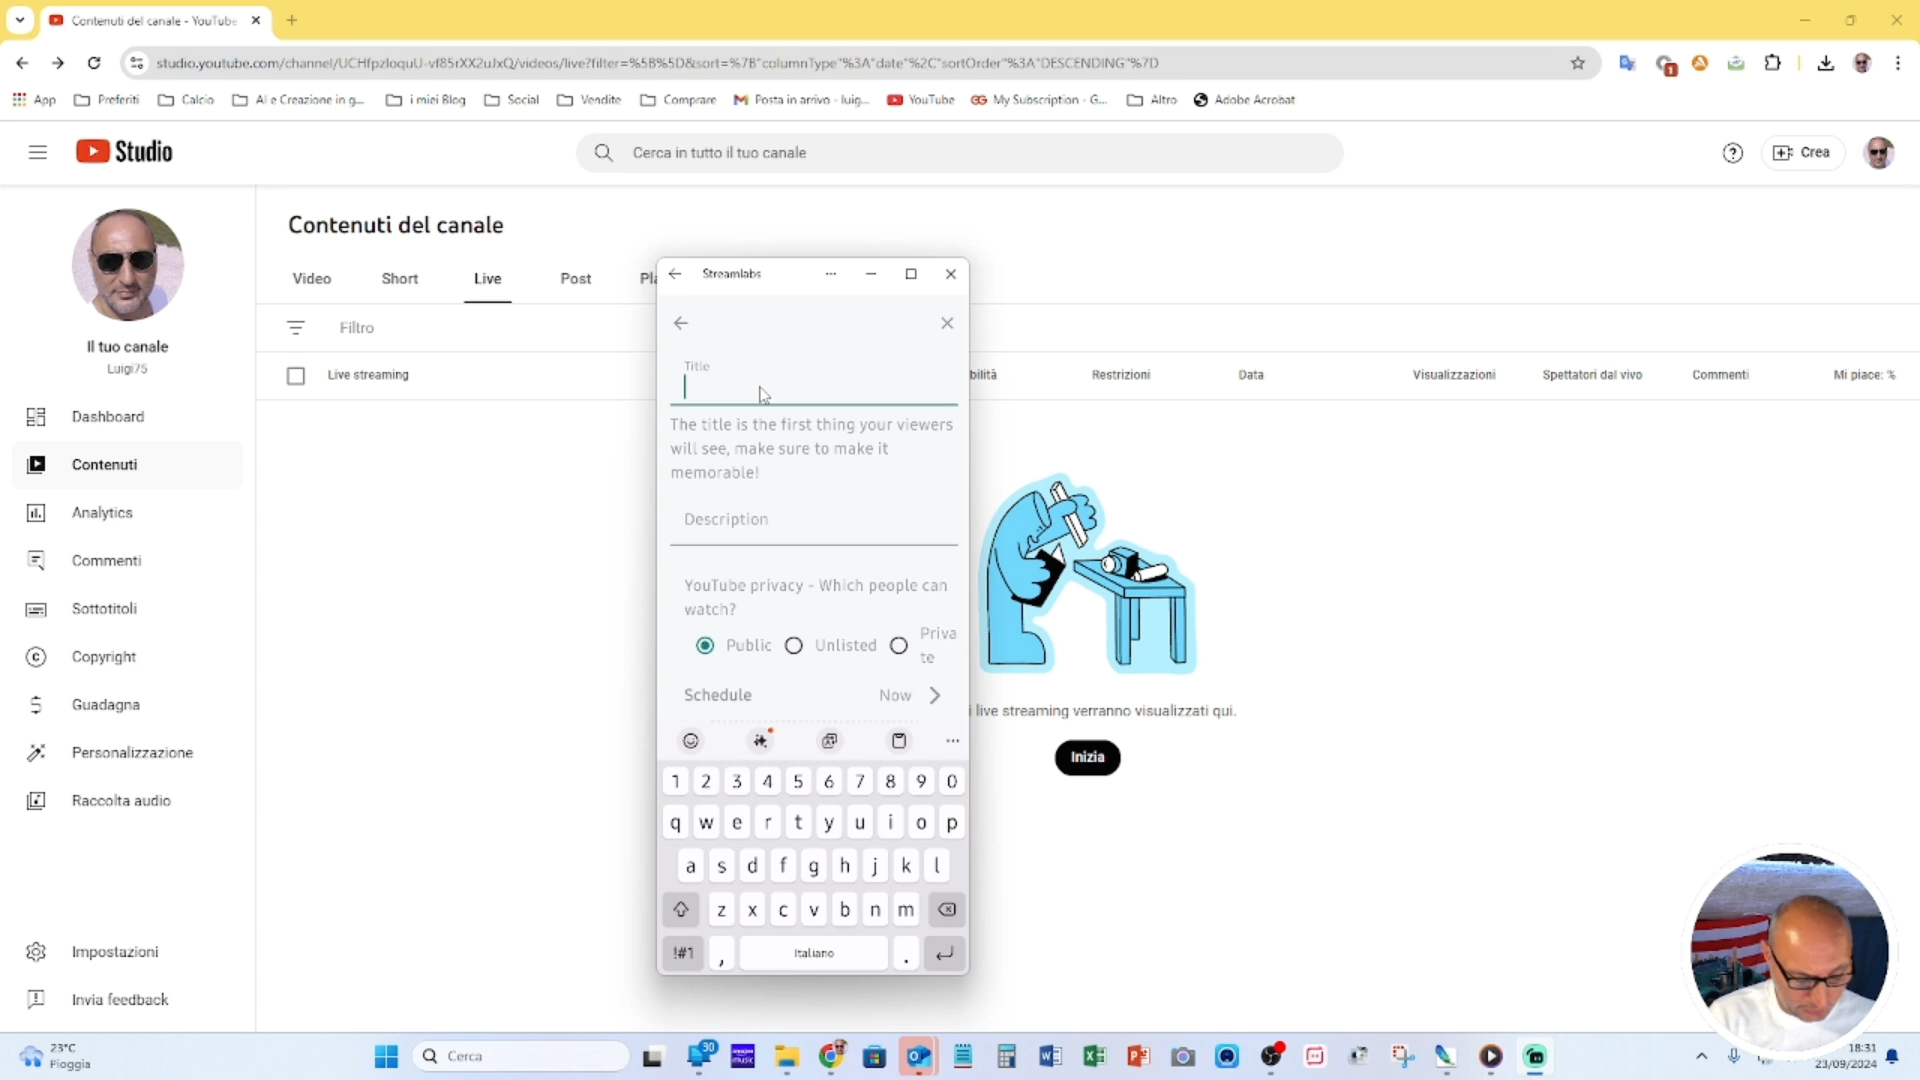 Contenuti del canale - YouTube
studio.youtube.com/channel/UCHfpzloquU-vf85rXX2uJxQ/videos/live?filter=%5B%5D&sort=%7B"columnType"%3A"date"%2C"sortOrder"%3A"DESCENDING"%7D
App Preferiti Calcio AI e Creazione in g... i miei Blog Social Vendite Comprare Posta in arrivo - luig... YouTube My Subscription - G... Altro Adobe Acrobat
Studio
Cerca in tutto il tuo canale
Crea
Il tuo canale
Luigi75
Dashboard
Contenuti
Analytics
Commenti
Sottotitoli
Copyright
Guadagna
Personalizzazione
Raccolta audio
Impostazioni
Invia feedback
Contenuti del canale
Video Short Live Post Pla
Filtro
Live streaming
bilità Restrizioni Data Visualizzazioni Spettatori dal vivo Commenti Mi piace: %
i live streaming verranno visualizzati qui.
Inizia
Streamlabs
Title
The title is the first thing your viewers
will see, make sure to make it
memorable!
Description
YouTube privacy - Which people can
watch?
Public Unlisted Priva
te
Schedule Now
1 2 3 4 5 6 7 8 9 0
q w e r t y u i o p
a s d f g h j k l
z x c v b n m
!#1 , Italiano .
23°C
Pioggia
Cerca
30
18:31
23/09/2024